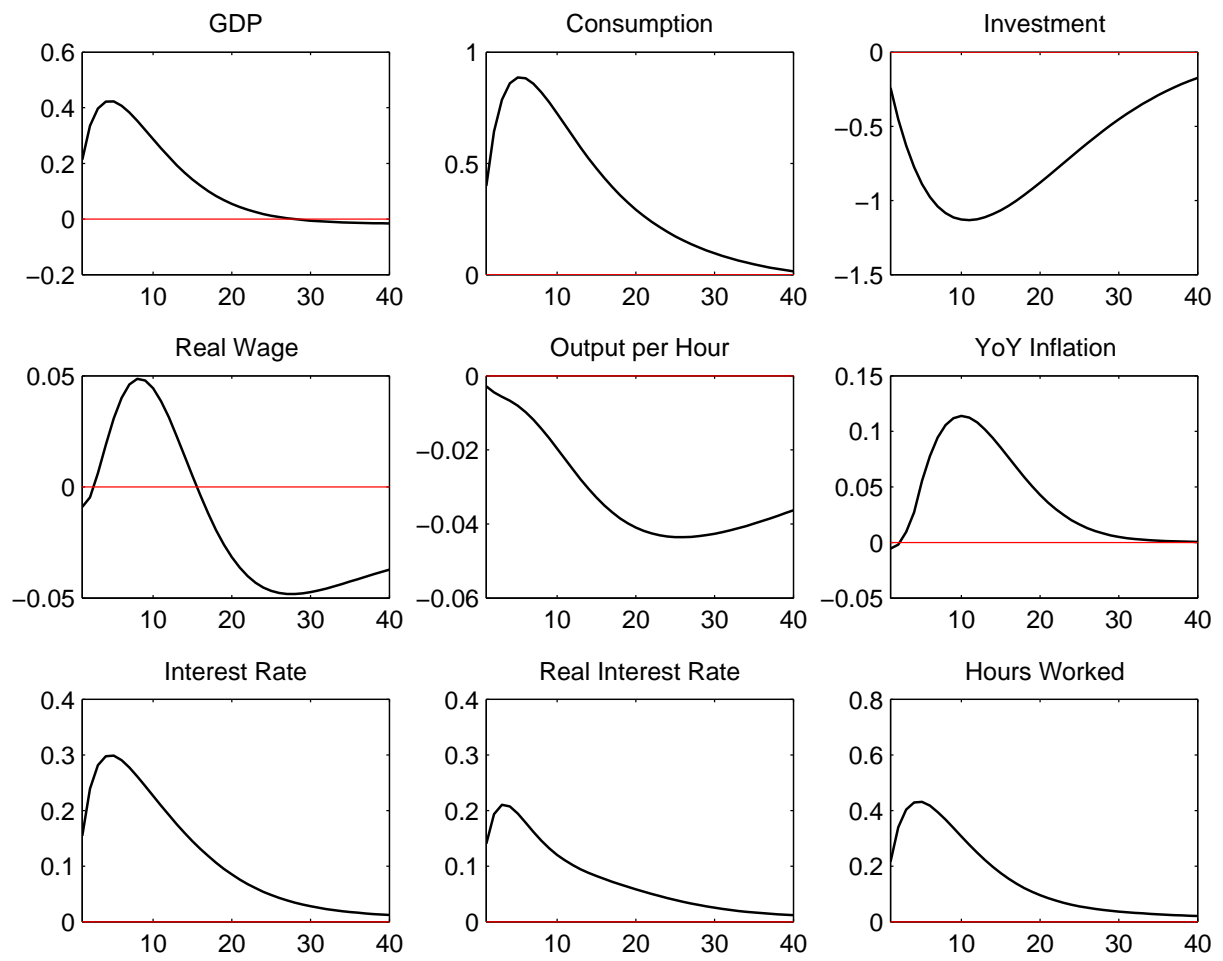 GDP
0.6
0.4
0.2
0
−0.2
10 20 30 40
Consumption
1
0.5
0
10 20 30 40
Investment
0
−0.5
−1
−1.5
10 20 30 40
Real Wage
0.05
0
−0.05
10 20 30 40
Output per Hour
0
−0.02
−0.04
−0.06
10 20 30 40
YoY Inflation
0.15
0.1
0.05
0
−0.05
10 20 30 40
Interest Rate
0.4
0.3
0.2
0.1
0
10 20 30 40
Real Interest Rate
0.4
0.3
0.2
0.1
0
10 20 30 40
Hours Worked
0.8
0.6
0.4
0.2
0
10 20 30 40